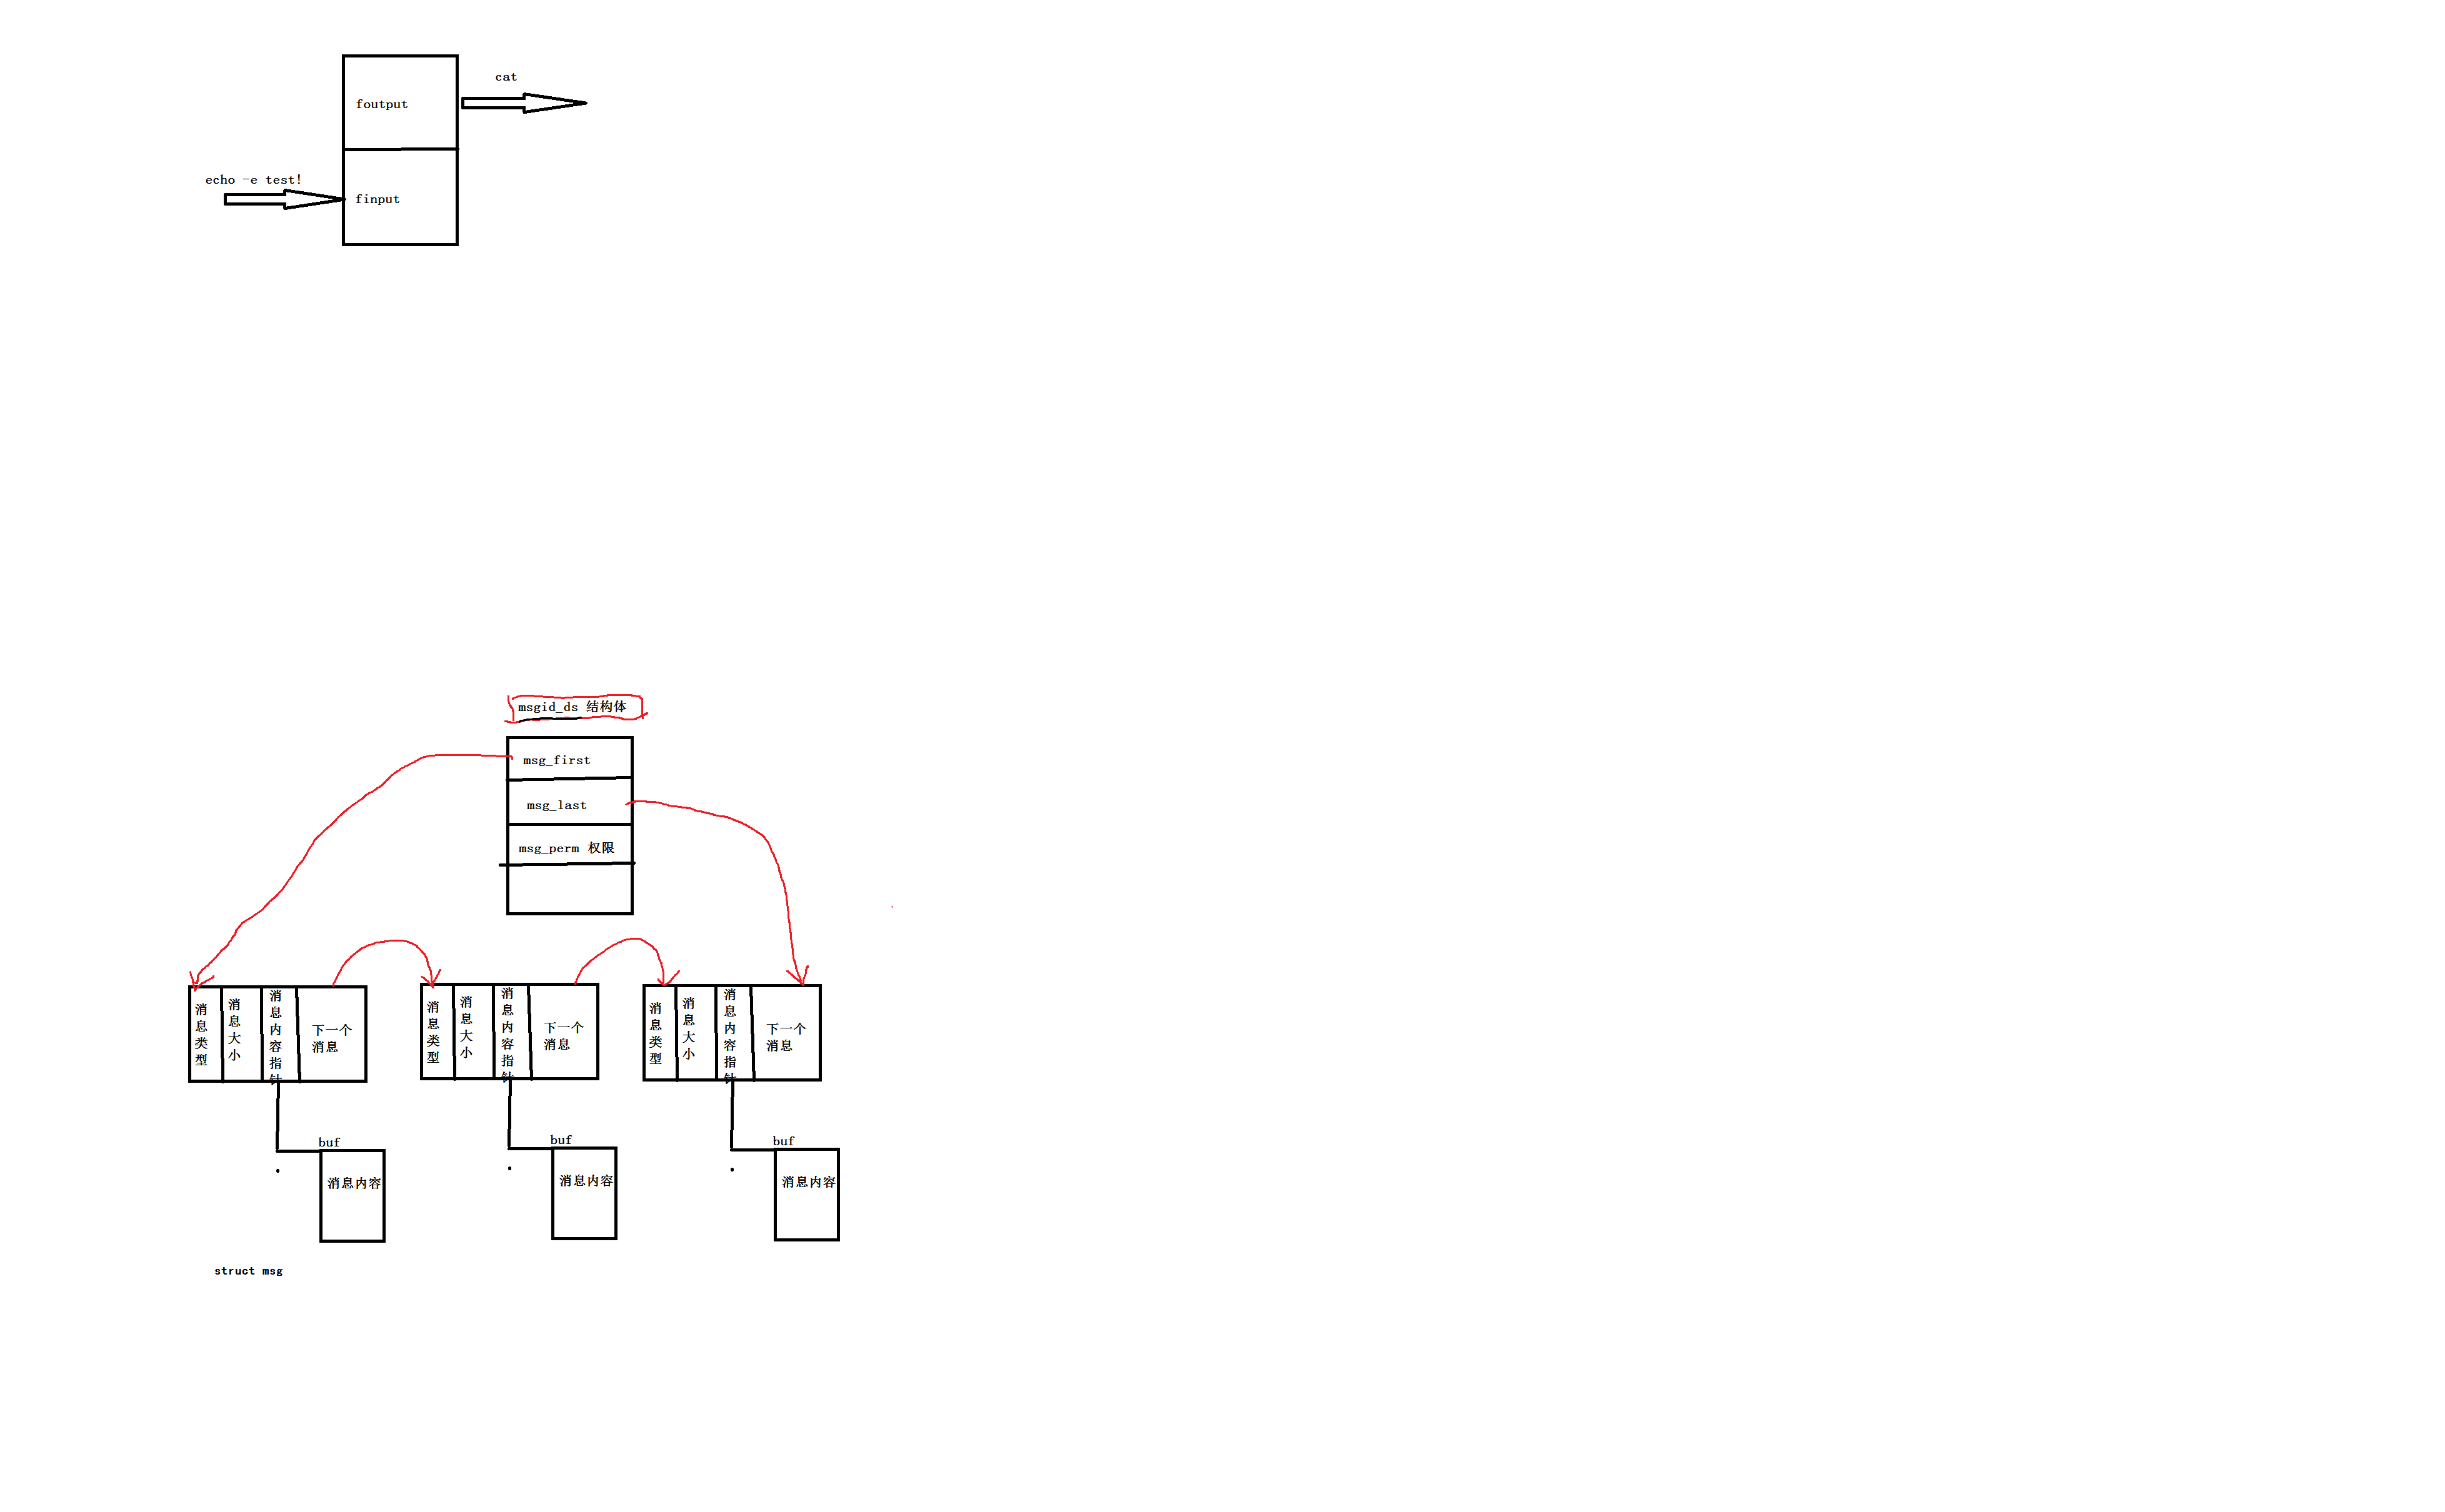 cat
foutput
echo -e test!
finput
msgid_ds 结构体
msg_first
msg_last
msg_perm 权限
消息类型
消息大小
消息内容指针
下一个
消息
消息类型
消息大小
消息内容指针
下一个
消息
消息类型
消息大小
消息内容指针
下一个
消息
buf
消息内容
buf
消息内容
buf
消息内容
struct msg